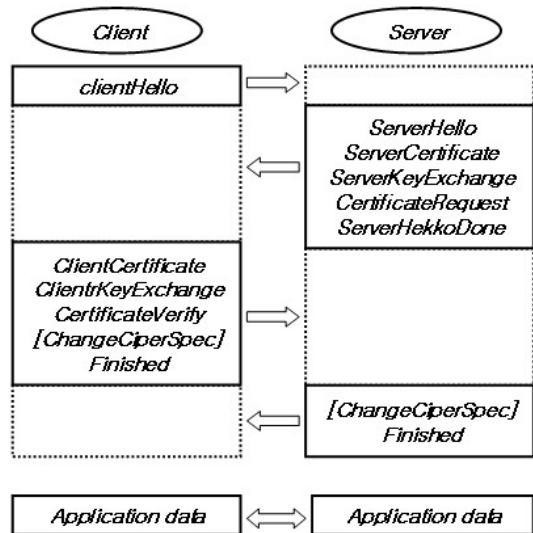 Client
Server
clientHello
ServerHello
ServerCertificate
ServerKeyExchange
CertificateRequest
ServerHekkoDone
ClientCertificate
ClientrKeyExchange
CertificateVerify
[ChangeCiperSpec]
Finished
[ChangeCiperSpec]
Finished
Application data
Application data